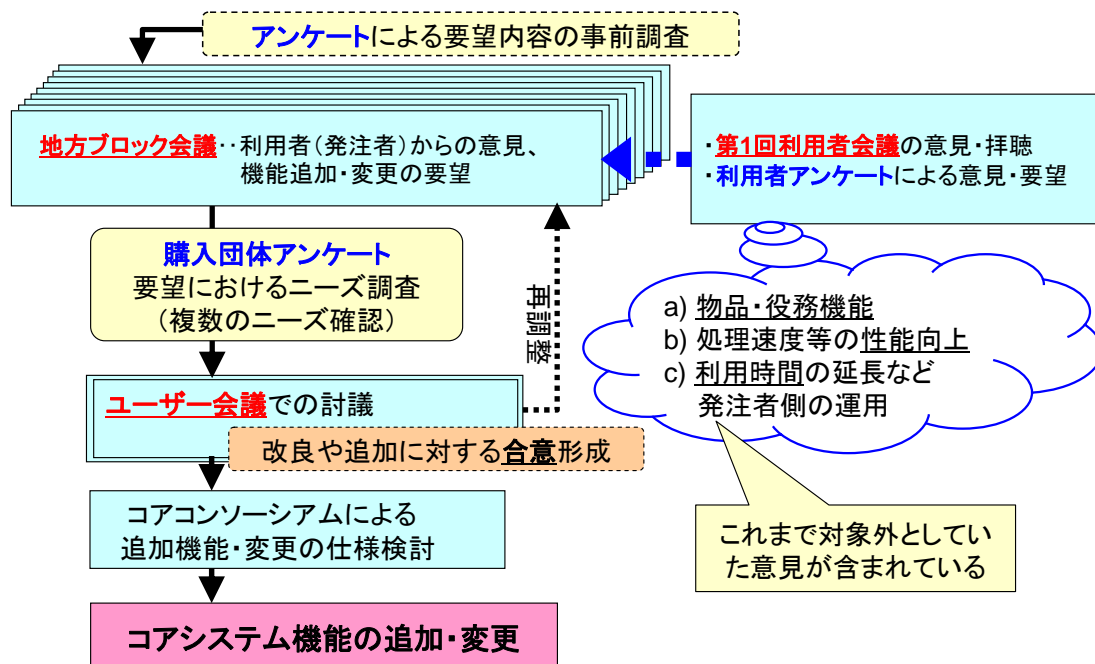 アンケートによる要望内容の事前調査
地方ブロック会議‥利用者(発注者)からの意見、
機能追加・変更の要望
・第1回利用者会議の意見・拝聴
・利用者アンケートによる意見・要望
購入団体アンケート
要望におけるニーズ調査
(複数のニーズ確認)
再調整
a) 物品・役務機能
b) 処理速度等の性能向上
c) 利用時間の延長など
発注者側の運用
ユーザー会議での討議
改良や追加に対する合意形成
コアコンソーシアムによる
追加機能・変更の仕様検討
これまで対象外としてい
た意見が含まれている
コアシステム機能の追加・変更